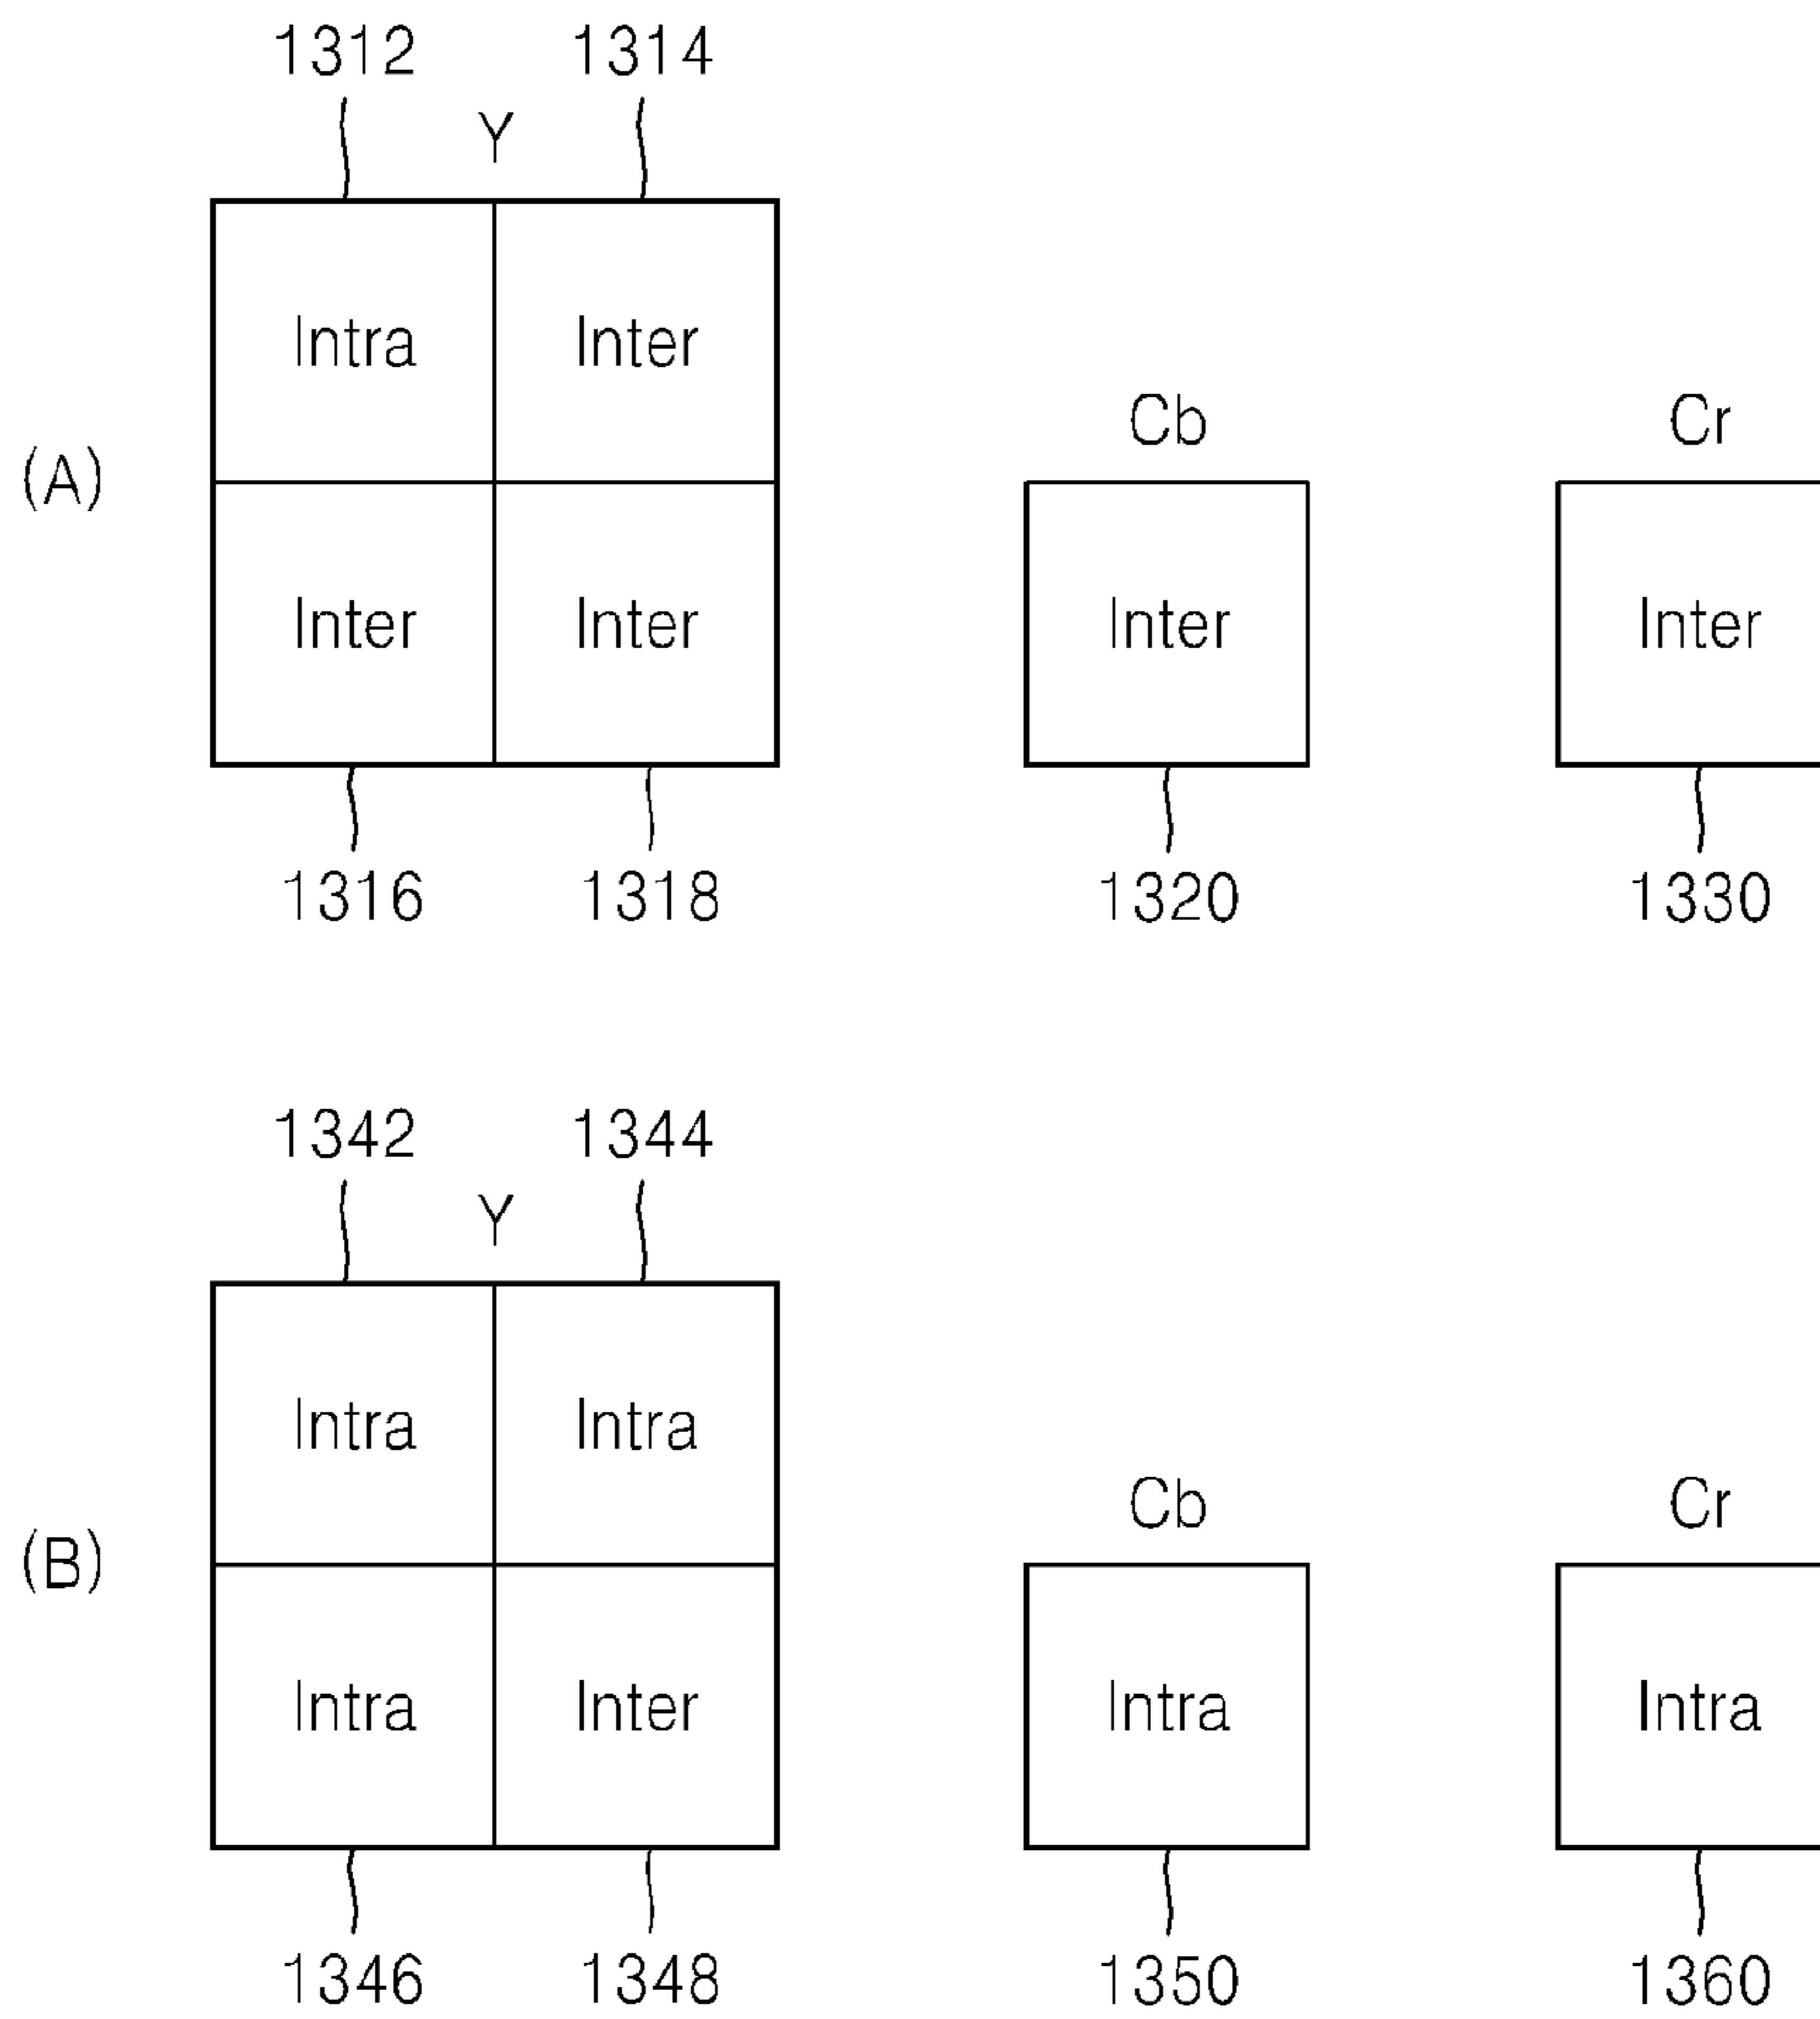 1312 1314
Y
Intra Inter
Cb Cr
(A)
Inter Inter Inter Inter
1316 1318 1320 1330
1342 1344
Y
Intra Intra
Cb Cr
(B)
Intra Inter Intra Intra
1346 1348 1350 1360